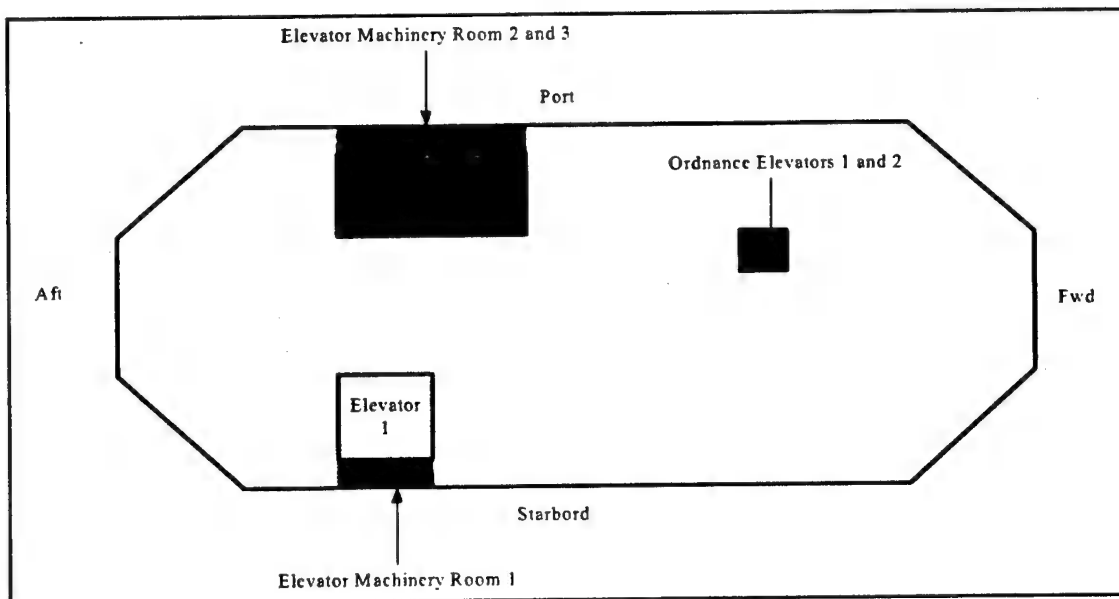 Elevator Machinery Room 2 and 3
Port
Ordnance Elevators 1 and 2
Aft
Fwd
Elevator
1
Starbord
Elevator Machinery Room 1